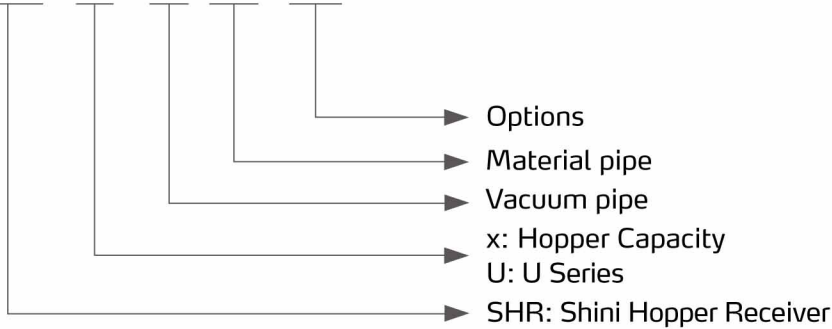 Options
Material pipe
Vacuum pipe
x: Hopper Capacity
U: U Series
SHR: Shini Hopper Receiver